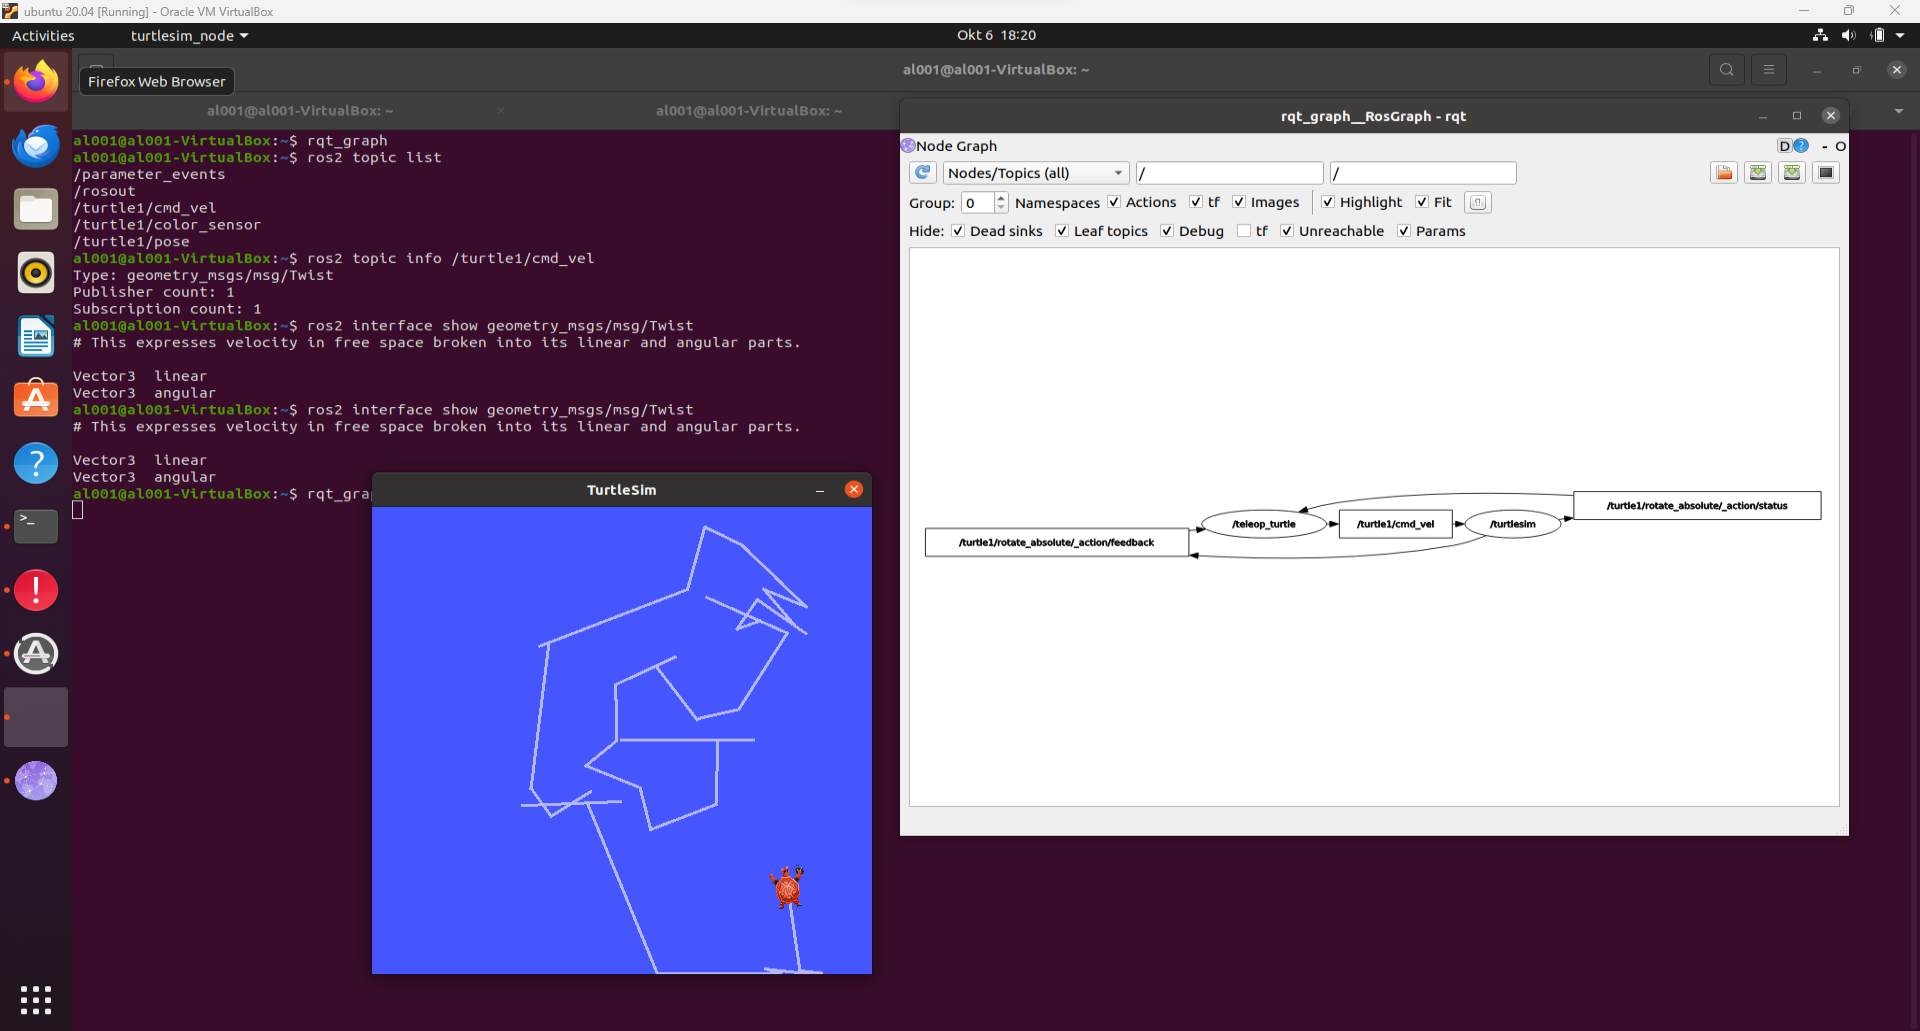 ubuntu 20.04 [Running] - Oracle VM VirtualBox
Activities
turtlesim_node
Okt 6 18:20
Firefox Web Browser
al001@al001-VirtualBox: ~
al001@al001-VirtualBox: ~
al001@al001-VirtualBox: ~
al001@al001-VirtualBox:~$ rqt_graph
al001@al001-VirtualBox:~$ ros2 topic list
/parameter_events
/rosout
/turtle1/cmd_vel
/turtle1/color_sensor
/turtle1/pose
al001@al001-VirtualBox:~$ ros2 topic info /turtle1/cmd_vel
Type: geometry_msgs/msg/Twist
Publisher count: 1
Subscription count: 1
al001@al001-VirtualBox:~$ ros2 interface show geometry_msgs/msg/Twist
# This expresses velocity in free space broken into its linear and angular parts.
Vector3 linear
Vector3 angular
al001@al001-VirtualBox:~$ ros2 interface show geometry_msgs/msg/Twist
# This expresses velocity in free space broken into its linear and angular parts.
Vector3 linear
Vector3 angular
al001@al001-VirtualBox:~$ rqt_gra
TurtleSim
rqt_graph__RosGraph - rqt
Node Graph
D ? - O
Nodes/Topics (all)
/
/
Group: 0 Namespaces Actions tf Images Highlight Fit
Hide: Dead sinks Leaf topics Debug tf Unreachable Params
/turtle1/rotate_absolute/_action/status
/teleop_turtle
/turtle1/cmd_vel
/turtlesim
/turtle1/rotate_absolute/_action/feedback